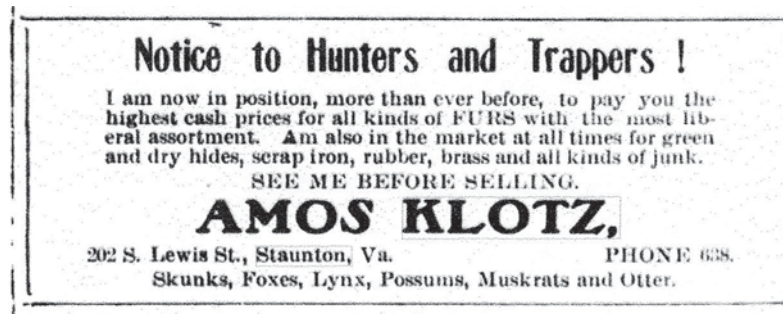 Notice to Hunters and Trappers !
I am now in position, more than ever before, to pay you the
highest cash prices for all kinds of FURS with the most lib-
eral assortment. Am also in the market at all times for green
and dry hides, scrap iron, rubber, brass and all kinds of junk.
SEE ME BEFORE SELLING.
AMOS KLOTZ,
202 S. Lewis St., Staunton, Va. PHONE 638.
Skunks, Foxes, Lynx, Possums, Muskrats and Otter.